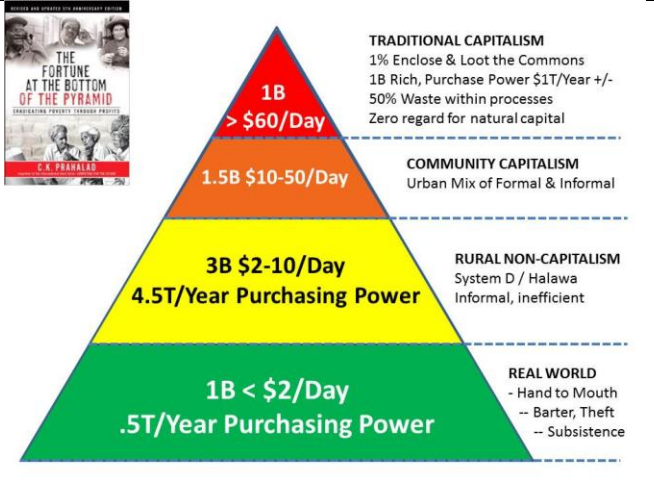 REVISED AND UPDATED 5TH ANNIVERSARY EDITION
THE
FORTUNE
AT THE BOTTOM
OF THE PYRAMID
ERADICATING POVERTY THROUGH PROFITS
C.K. PRAHALAD
1B
> $60/Day
TRADITIONAL CAPITALISM
1% Enclose & Loot the Commons
1B Rich, Purchase Power $1T/Year +/-
50% Waste within processes
Zero regard for natural capital
1.5B $10-50/Day
COMMUNITY CAPITALISM
Urban Mix of Formal & Informal
3B $2-10/Day
4.5T/Year Purchasing Power
RURAL NON-CAPITALISM
System D / Halawa
Informal, inefficient
1B < $2/Day
.5T/Year Purchasing Power
REAL WORLD
- Hand to Mouth
-- Barter, Theft
-- Subsistence